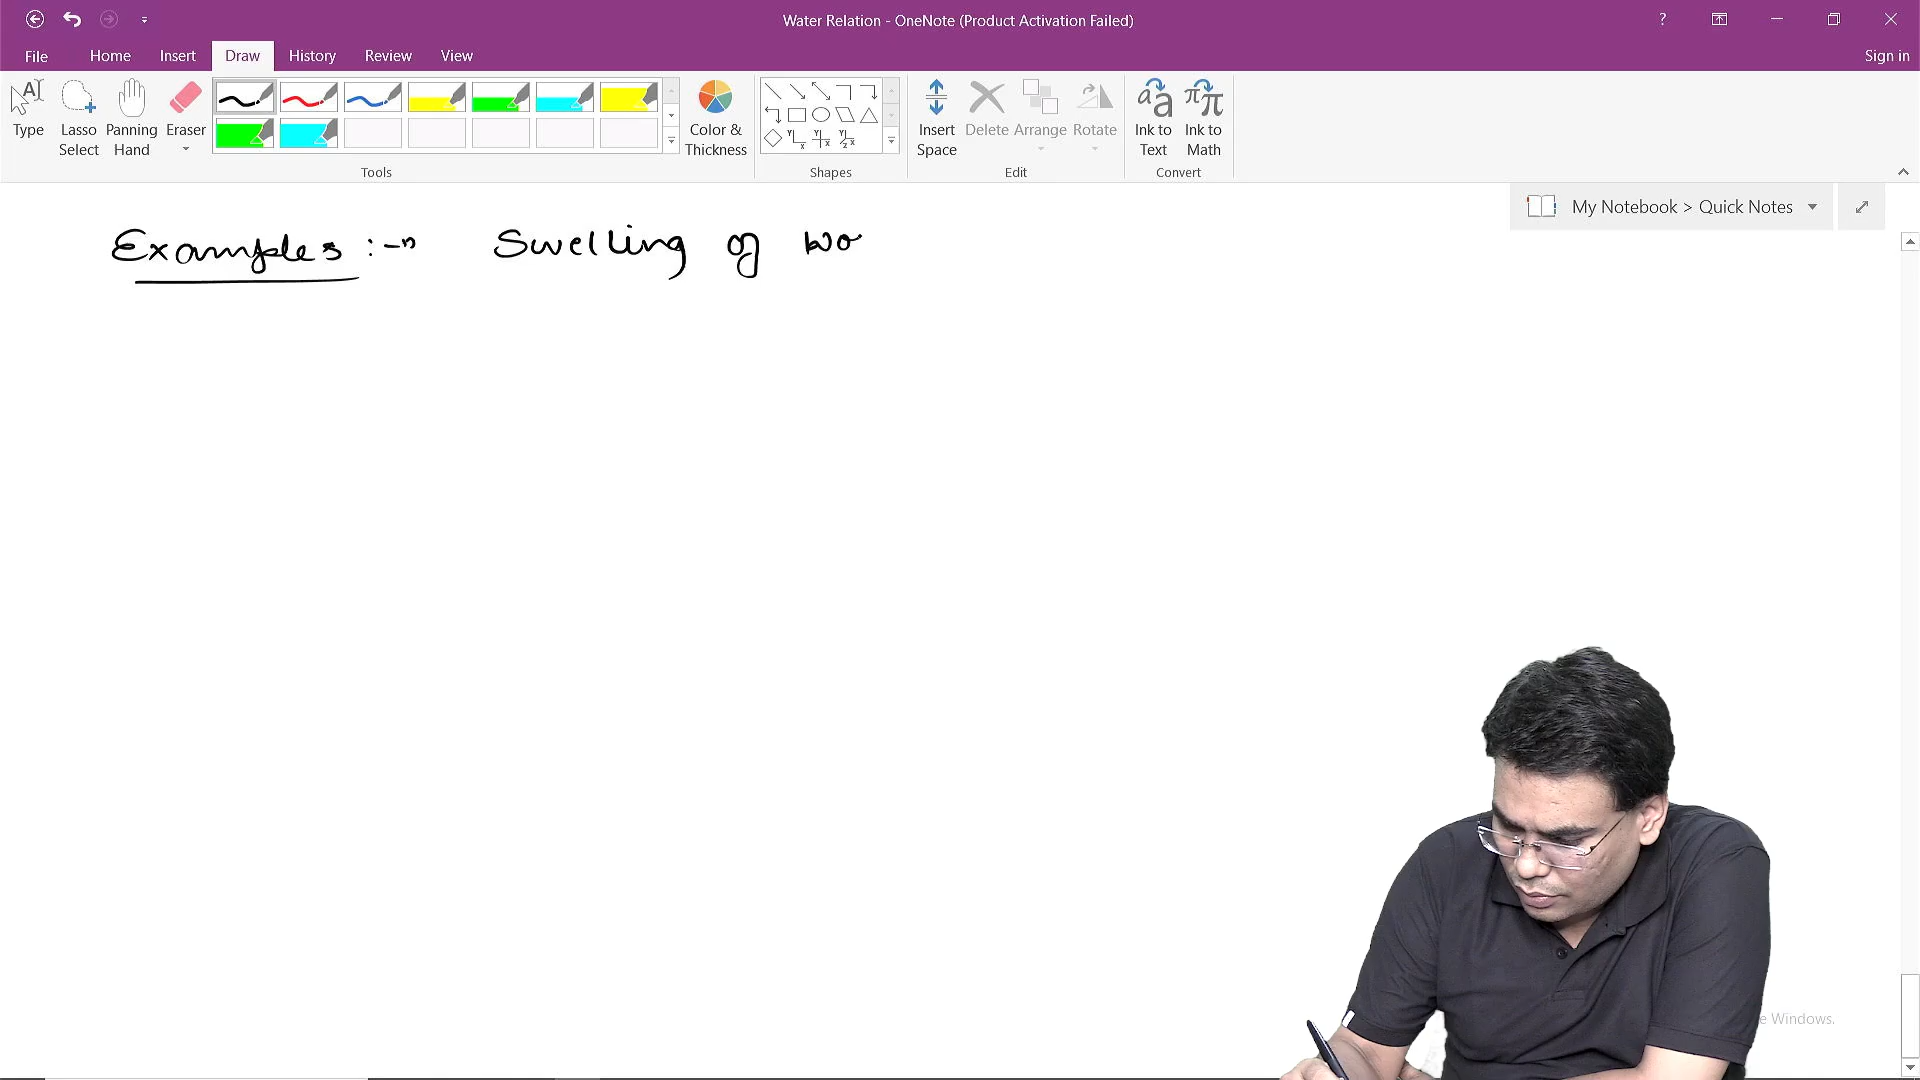 Water Relation - OneNote (Product Activation Failed)
?
File Home Insert Draw History Review View
Sign in
Type
Lasso Select
Panning Hand
Eraser
Color & Thickness
Insert Space
Delete
Arrange
Rotate
Ink to Text
Ink to Math
Tools
Shapes
Edit
Convert
My Notebook > Quick Notes
Examples :- Swelling of wo
e Windows.